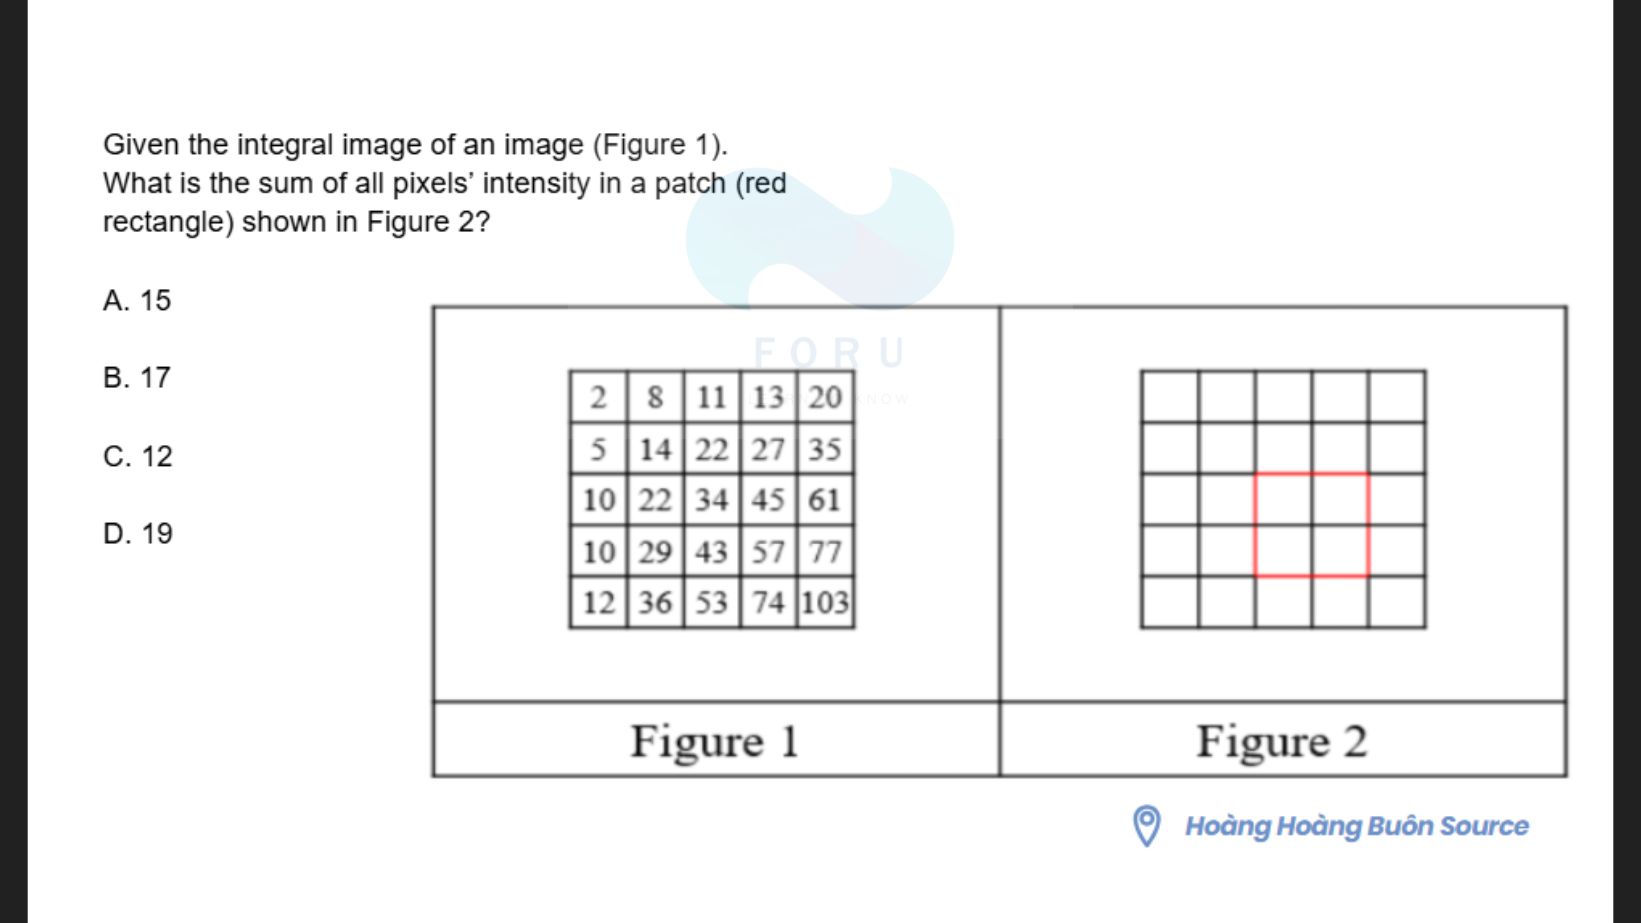 Given the integral image of an image (Figure 1).
What is the sum of all pixels’ intensity in a patch (red
rectangle) shown in Figure 2?
A. 15
B. 17
C. 12
D. 19
FORU
KNOW
2 8 11 13 20
5 14 22 27 35
10 22 34 45 61
10 29 43 57 77
12 36 53 74 103
Figure 1
Figure 2
Hoàng Hoàng Buôn Source